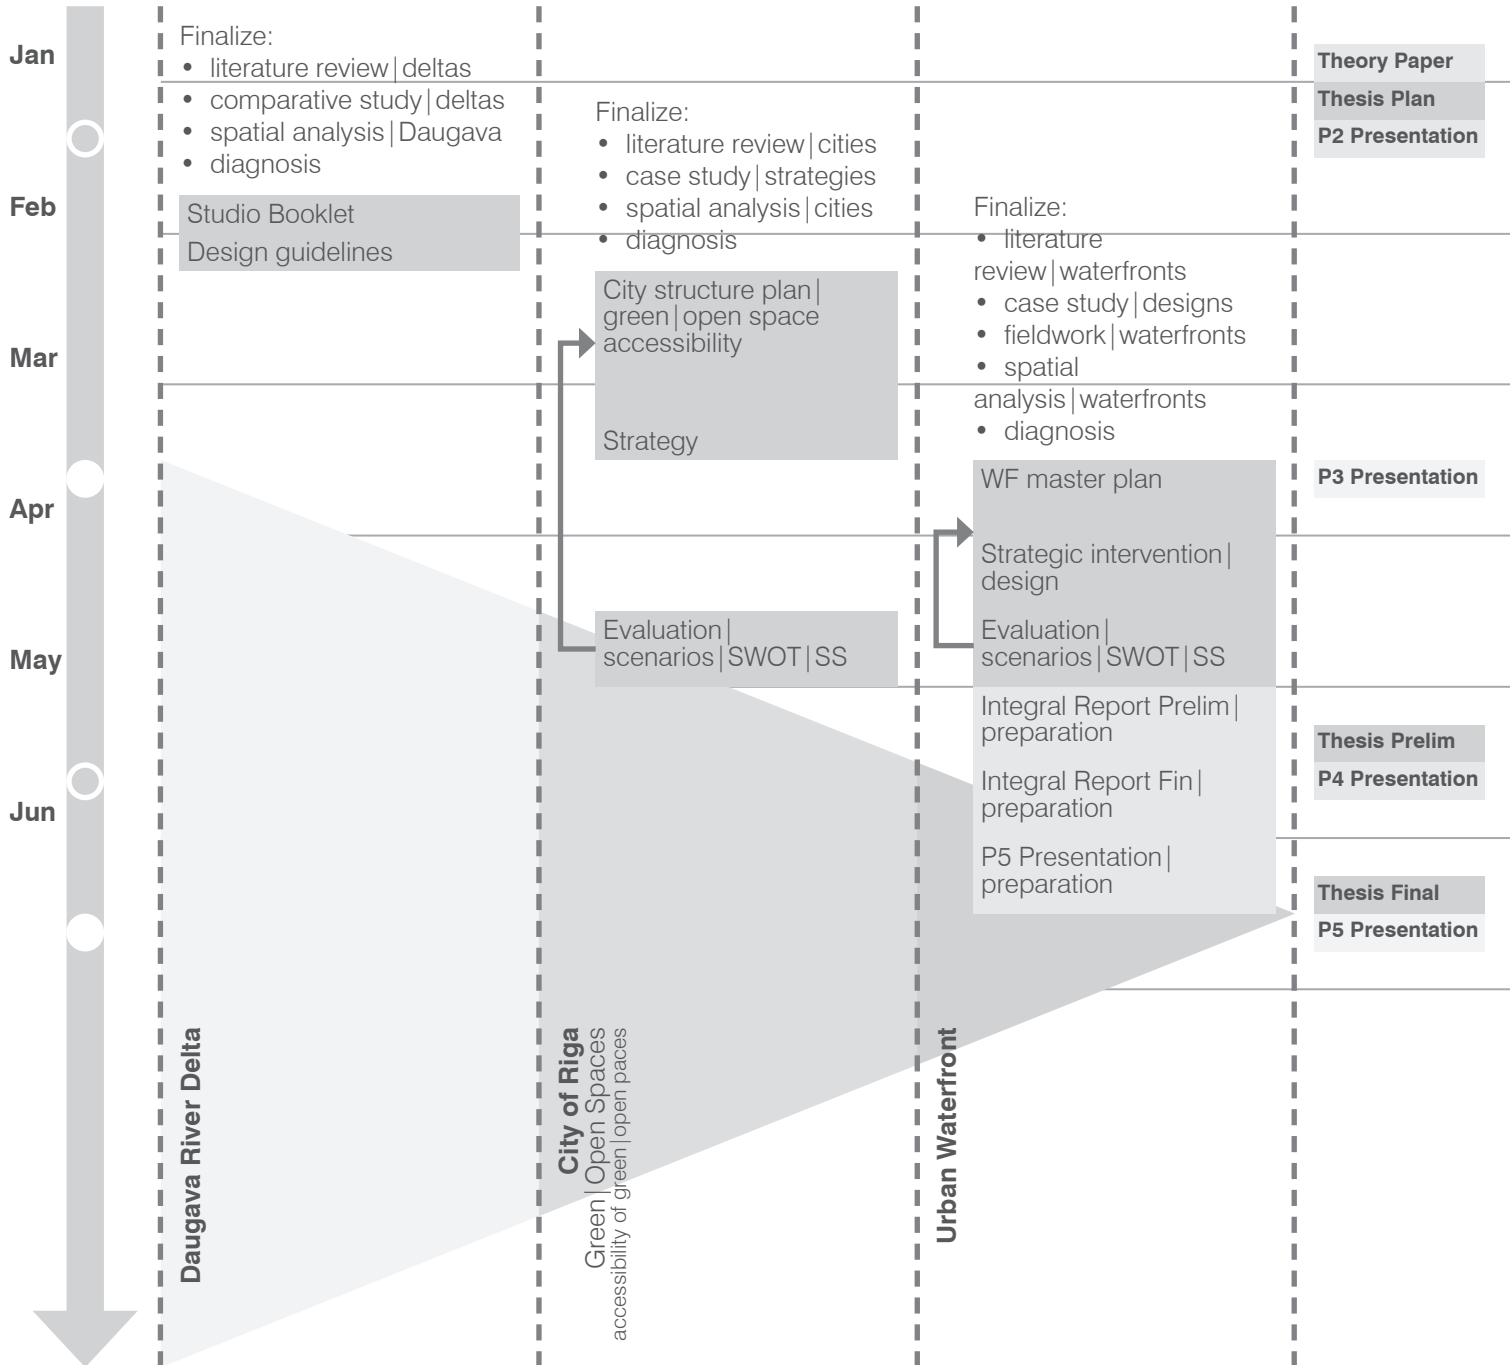 Jan
Feb
Mar
Apr
May
Jun
Finalize:
• literature review|deltas
• comparative study|deltas
• spatial analysis|Daugava
• diagnosis
Studio Booklet
Design guidelines
Daugava River Delta
Finalize:
• literature review|cities
• case study|strategies
• spatial analysis|cities
• diagnosis
City structure plan|
green|open space
accessibility
Strategy
Evaluation|
scenarios|SWOT|SS
City of Riga
Green|Open Spaces
accessibility of green|open paces
Finalize:
• literature
review|waterfronts
• case study|designs
• fieldwork|waterfronts
• spatial
analysis|waterfronts
• diagnosis
WF master plan
Strategic intervention|
design
Evaluation|
scenarios|SWOT|SS
Integral Report Prelim|
preparation
Integral Report Fin|
preparation
P5 Presentation|
preparation
Urban Waterfront
Theory Paper
Thesis Plan
P2 Presentation
P3 Presentation
Thesis Prelim
P4 Presentation
Thesis Final
P5 Presentation